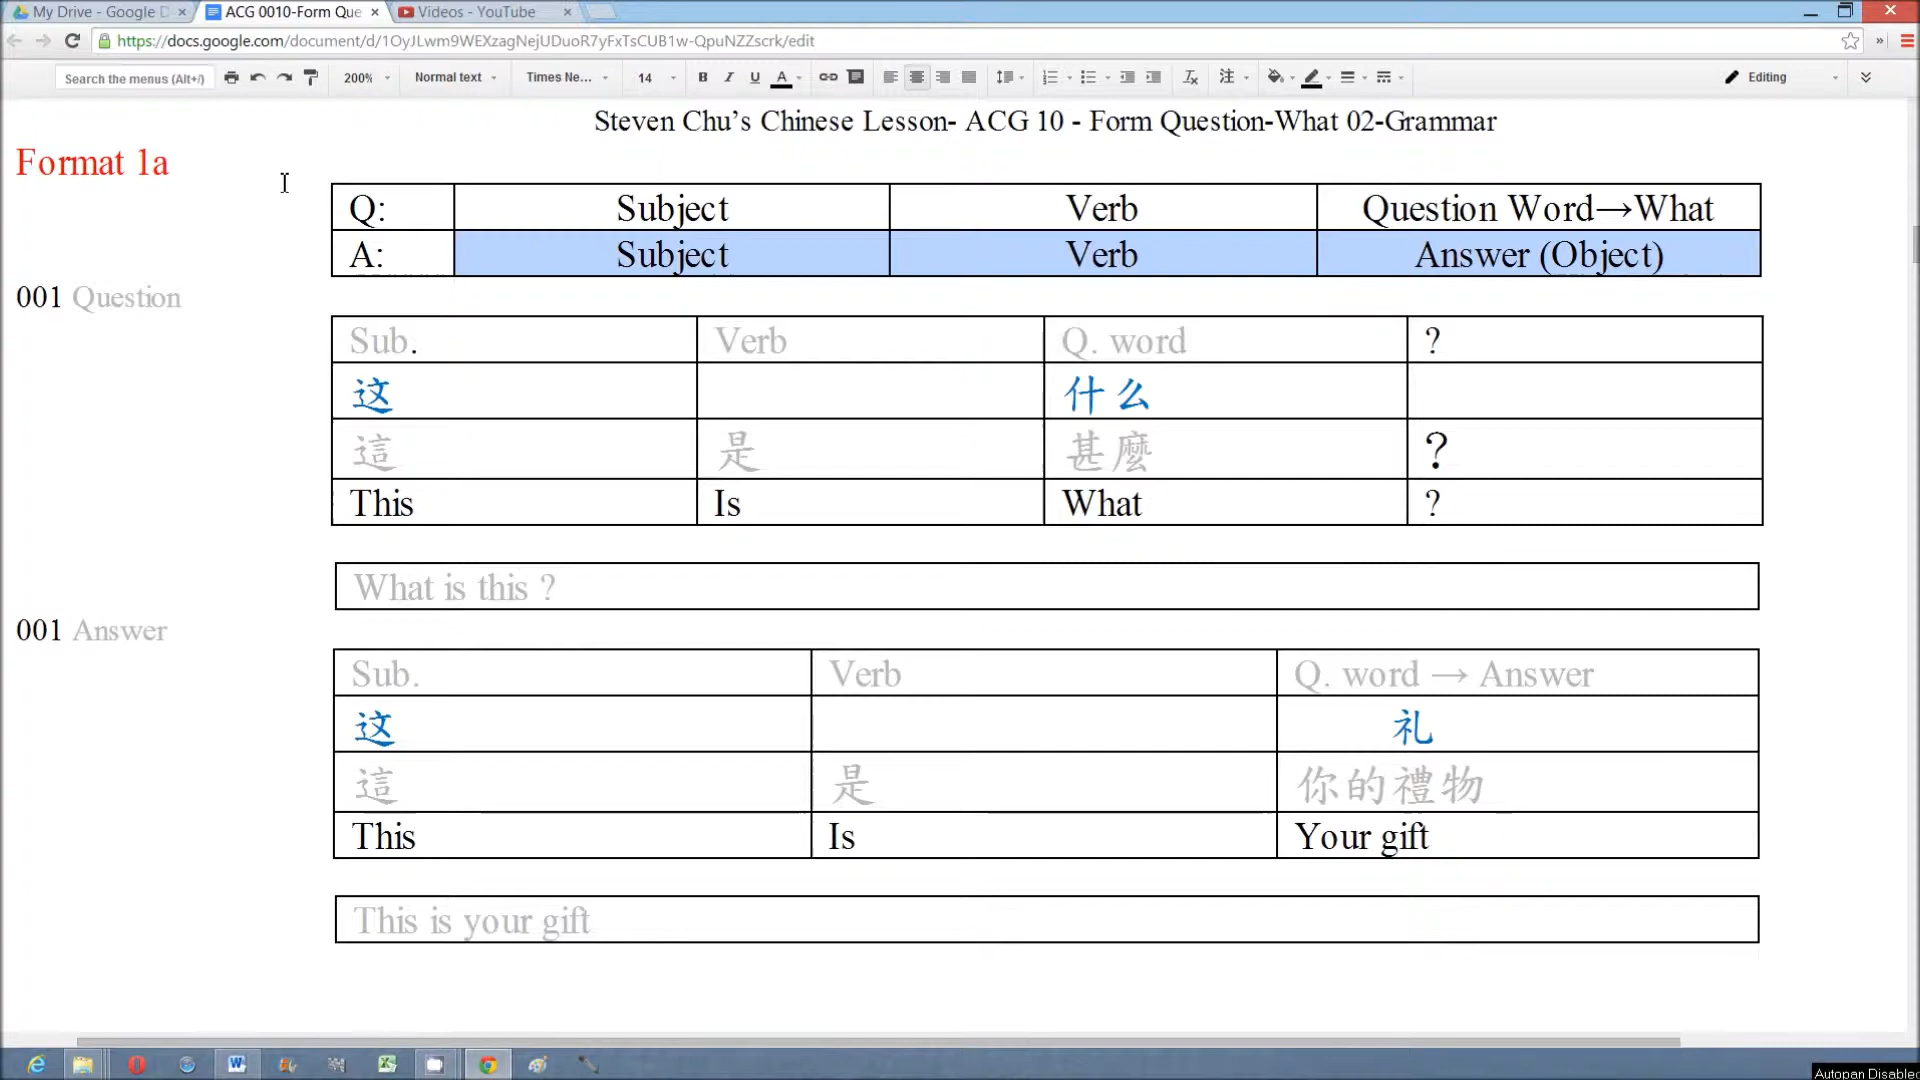 My Drive - Google D
ACG 0010-Form Que
Videos - YouTube
https://docs.google.com/document/d/1OyJLwm9WEXzagNejUDuoR7yFxTsCUB1w-QpuNZZscrk/edit
Search the menus (Alt+/) 200% Normal text Times Ne... 14 B I U A 注 Editing
Steven Chu's Chinese Lesson- ACG 10 - Form Question-What 02-Grammar
Format 1a
Q: Subject Verb Question Word→What
A: Subject Verb Answer (Object)
001 Question
Sub. Verb Q. word ?
这 什么
這 是 甚麼 ?
This Is What ?
What is this ?
001 Answer
Sub. Verb Q. word → Answer
这 礼
這 是 你的禮物
This Is Your gift
This is your gift
Autopan Disabled